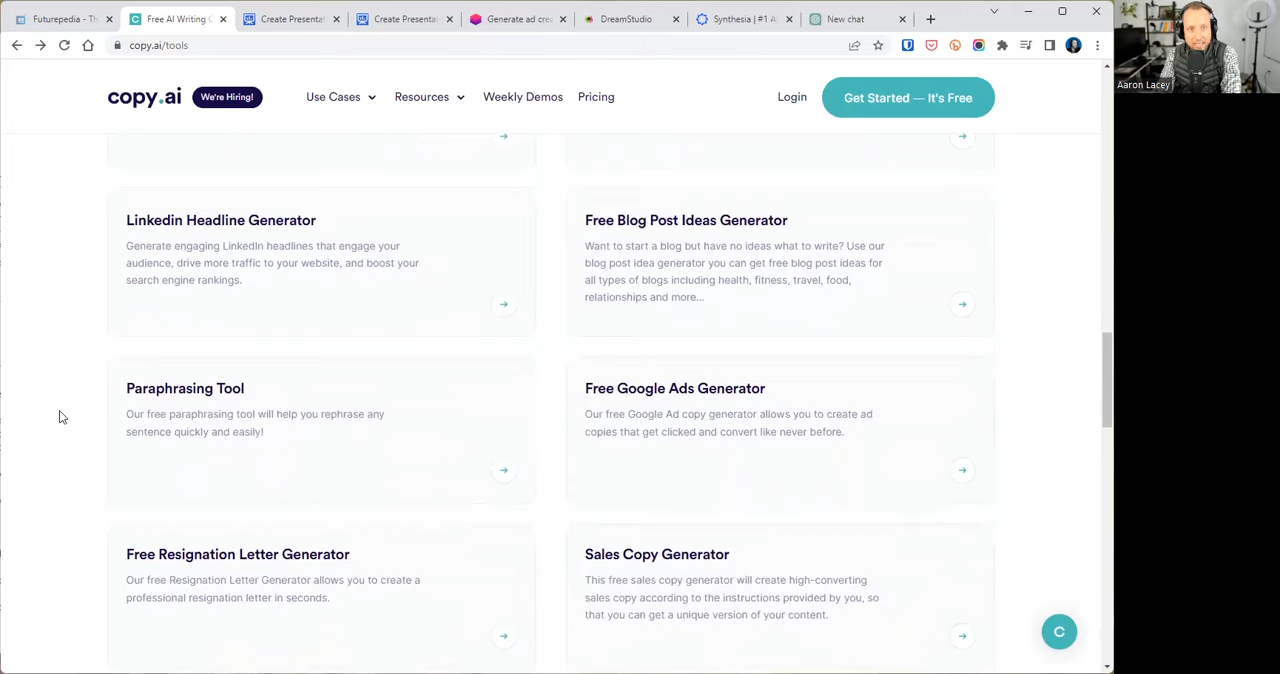 Futurepedia - Th
Free AI Writing
Create Presentat
Create Presentat
Generate ad crea
DreamStudio
Synthesia | #1 A
New chat
copy.ai/tools
Aaron Lacey
copy.ai
We're Hiring!
Use Cases
Resources
Weekly Demos
Pricing
Login
Get Started — It's Free
Linkedin Headline Generator
Generate engaging LinkedIn headlines that engage your
audience, drive more traffic to your website, and boost your
search engine rankings.
Free Blog Post Ideas Generator
Want to start a blog but have no ideas what to write? Use our
blog post idea generator you can get free blog post ideas for
all types of blogs including health, fitness, travel, food,
relationships and more...
Paraphrasing Tool
Our free paraphrasing tool will help you rephrase any
sentence quickly and easily!
Free Google Ads Generator
Our free Google Ad copy generator allows you to create ad
copies that get clicked and convert like never before.
Free Resignation Letter Generator
Our free Resignation Letter Generator allows you to create a
professional resignation letter in seconds.
Sales Copy Generator
This free sales copy generator will create high-converting
sales copy according to the instructions provided by you, so
that you can get a unique version of your content.
C